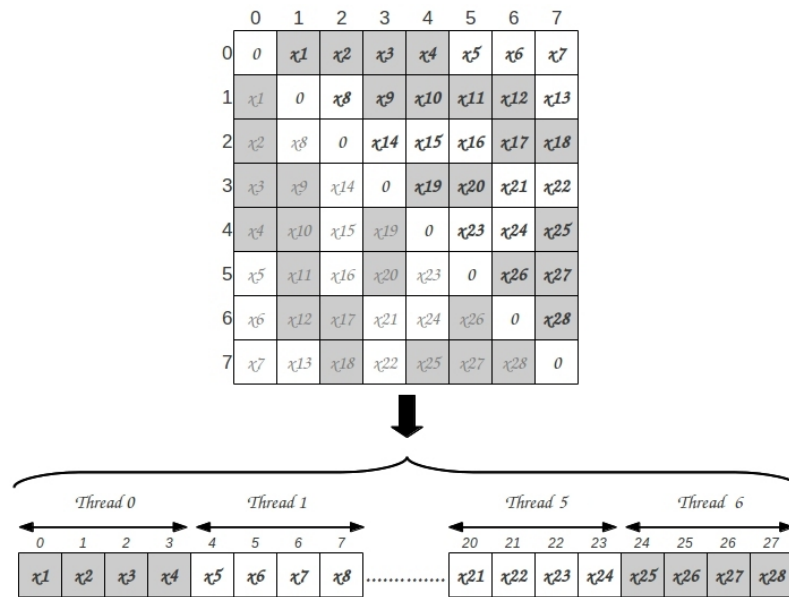 0 1 2 3 4 5 6 7
0 0 x1 x2 x3 x4 x5 x6 x7
1 x1 0 x8 x9 x10 x11 x12 x13
2 x2 x8 0 x14 x15 x16 x17 x18
3 x3 x9 x14 0 x19 x20 x21 x22
4 x4 x10 x15 x19 0 x23 x24 x25
5 x5 x11 x16 x20 x23 0 x26 x27
6 x6 x12 x17 x21 x24 x26 0 x28
7 x7 x13 x18 x22 x25 x27 x28 0
Thread 0 Thread 1 Thread 5 Thread 6
0 1 2 3 4 5 6 7 20 21 22 23 24 25 26 27
x1 x2 x3 x4 x5 x6 x7 x8 .............. x21 x22 x23 x24 x25 x26 x27 x28